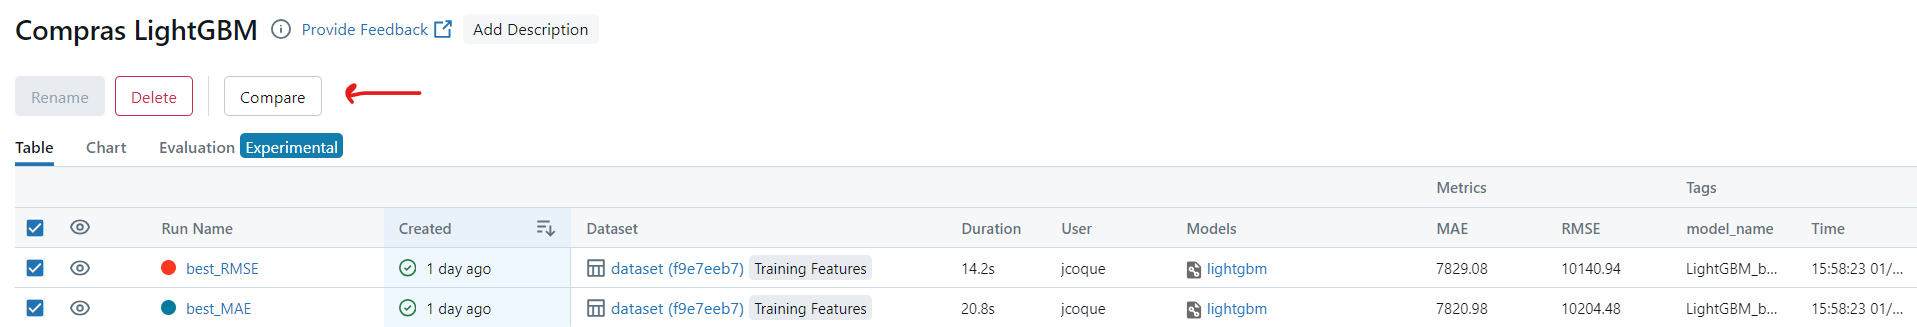 Compras LightGBM Provide Feedback Add Description
Rename Delete Compare
Table Chart Evaluation Experimental
Metrics Tags
Run Name Created Dataset Duration User Models MAE RMSE model_name Time
best_RMSE 1 day ago dataset (f9e7eeb7) Training Features 14.2s jcoque lightgbm 7829.08 10140.94 LightGBM_b... 15:58:23 01/...
best_MAE 1 day ago dataset (f9e7eeb7) Training Features 20.8s jcoque lightgbm 7820.98 10204.48 LightGBM_b... 15:58:23 01/...